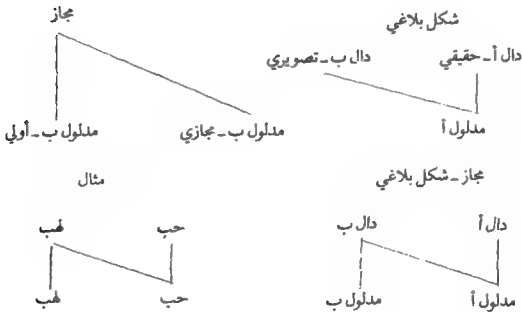 شكل بلاغي
دال أ ـ حقيقي
دال ب ـ تصويري
مدلول أ
مجاز
مدلول ب ـ أولي
مدلول ب ـ مجازي
مجاز ـ شكل بلاغي
دال أ
دال ب
مدلول أ
مدلول ب
مثال
حب
لهب
حب
لهب